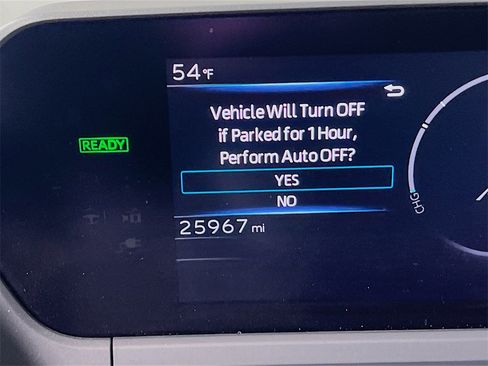 54°F
Vehicle Will Turn OFF
if Parked for 1 Hour,
Perform Auto OFF?
READY
YES
NO
25967 mi
CHG